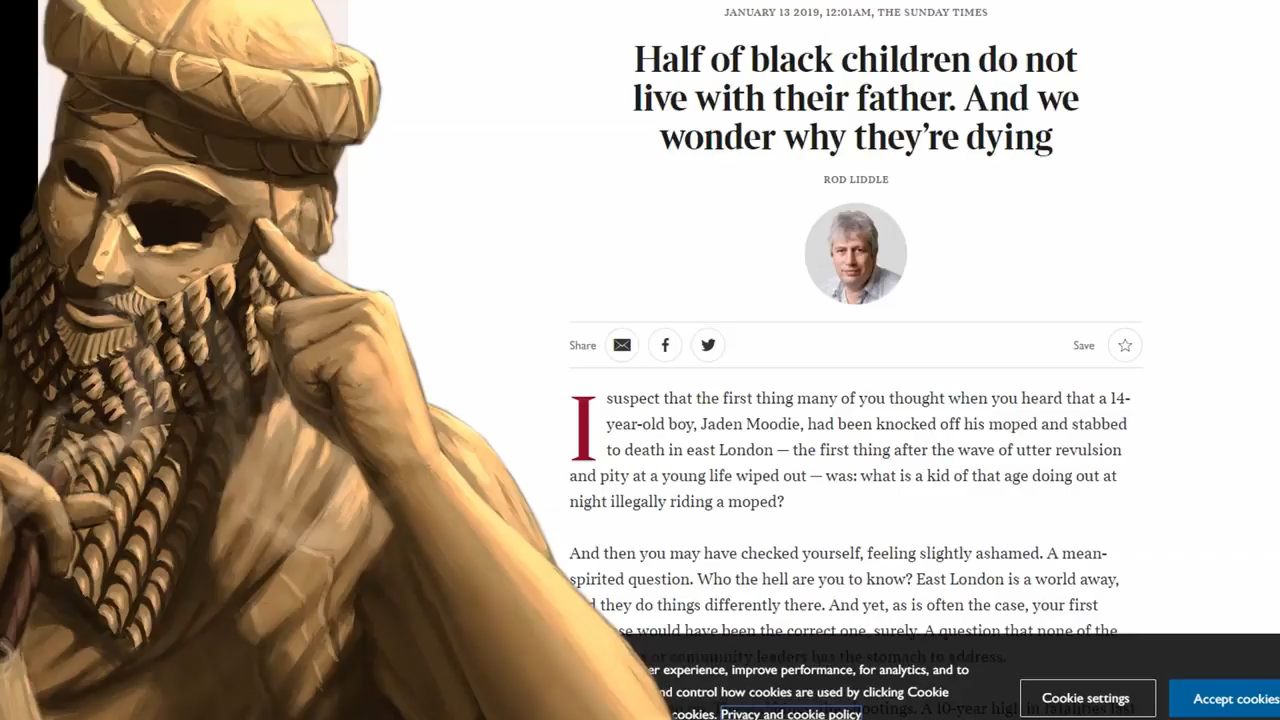 JANUARY 13 2019, 12:01AM, THE SUNDAY TIMES
Half of black children do not
live with their father. And we
wonder why they're dying
ROD LIDDLE
Share
Save
I suspect that the first thing many of you thought when you heard that a 14-
year-old boy, Jaden Moodie, had been knocked off his moped and stabbed
to death in east London — the first thing after the wave of utter revulsion
and pity at a young life wiped out — was: what is a kid of that age doing out at
night illegally riding a moped?
And then you may have checked yourself, feeling slightly ashamed. A mean-
spirited question. Who the hell are you to know? East London is a world away,
they do things differently there. And yet, as is often the case, your first
would have been the correct one, surely. A question that none of the
or community leaders has the stomach to address.
experience, improve performance, for analytics, and to
control how cookies are used by clicking Cookie
cookies. Privacy and cookie policy
A 10-year high in fatalities
Cookie settings
Accept cookies